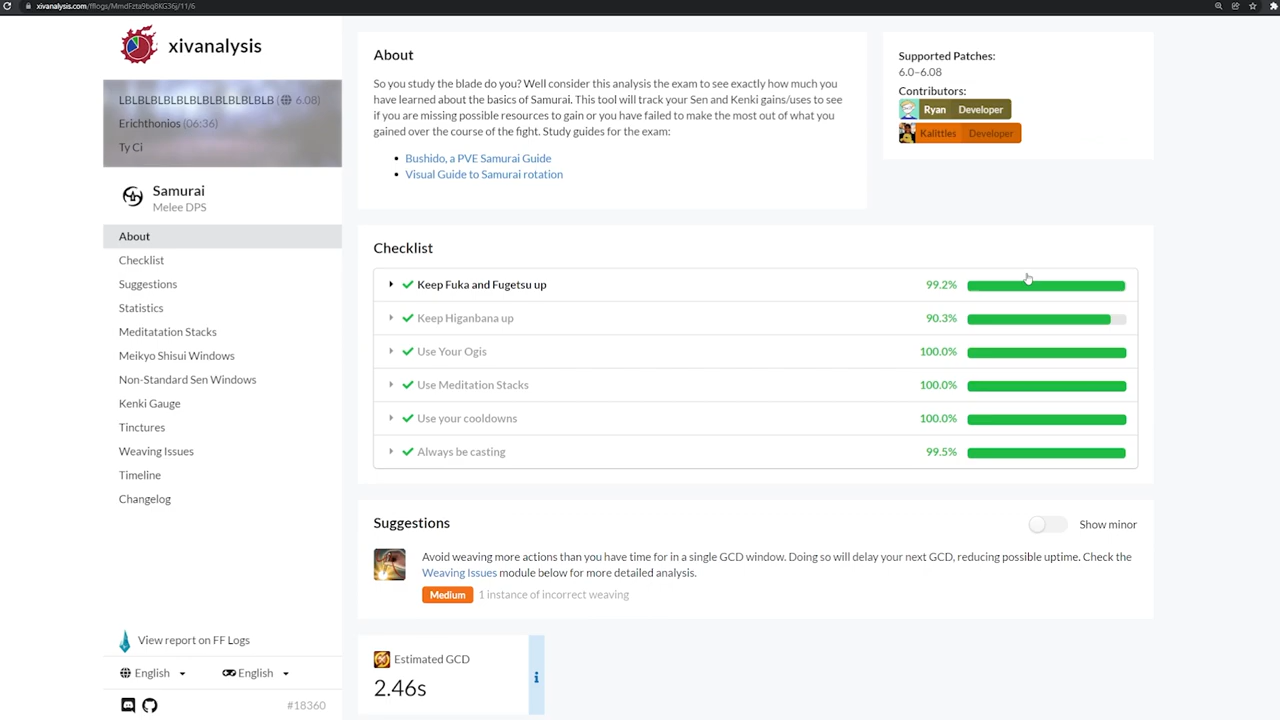 xivanalysis.com/fflogs/MmdFzta9bq8KG36j/11/6
xivanalysis
LBLBLBLBLBLBLBLBLBLBLBLB ( 6.08)
Erichthonios (06:36)
Ty Ci
Samurai
Melee DPS
About
Checklist
Suggestions
Statistics
Meditatation Stacks
Meikyo Shisui Windows
Non-Standard Sen Windows
Kenki Gauge
Tinctures
Weaving Issues
Timeline
Changelog
View report on FF Logs
English
English
#18360
About
So you study the blade do you? Well consider this analysis the exam to see exactly how much you
have learned about the basics of Samurai. This tool will track your Sen and Kenki gains/uses to see
if you are missing possible resources to gain or you have failed to make the most out of what you
gained over the course of the fight. Study guides for the exam:
Bushido, a PVE Samurai Guide
Visual Guide to Samurai rotation
Supported Patches:
6.0–6.08
Contributors:
Ryan Developer
Kalittles Developer
Checklist
Keep Fuka and Fugetsu up 99.2%
Keep Higanbana up 90.3%
Use Your Ogis 100.0%
Use Meditation Stacks 100.0%
Use your cooldowns 100.0%
Always be casting 99.5%
Suggestions
Show minor
Avoid weaving more actions than you have time for in a single GCD window. Doing so will delay your next GCD, reducing possible uptime. Check the
Weaving Issues module below for more detailed analysis.
Medium 1 instance of incorrect weaving
Estimated GCD
2.46s